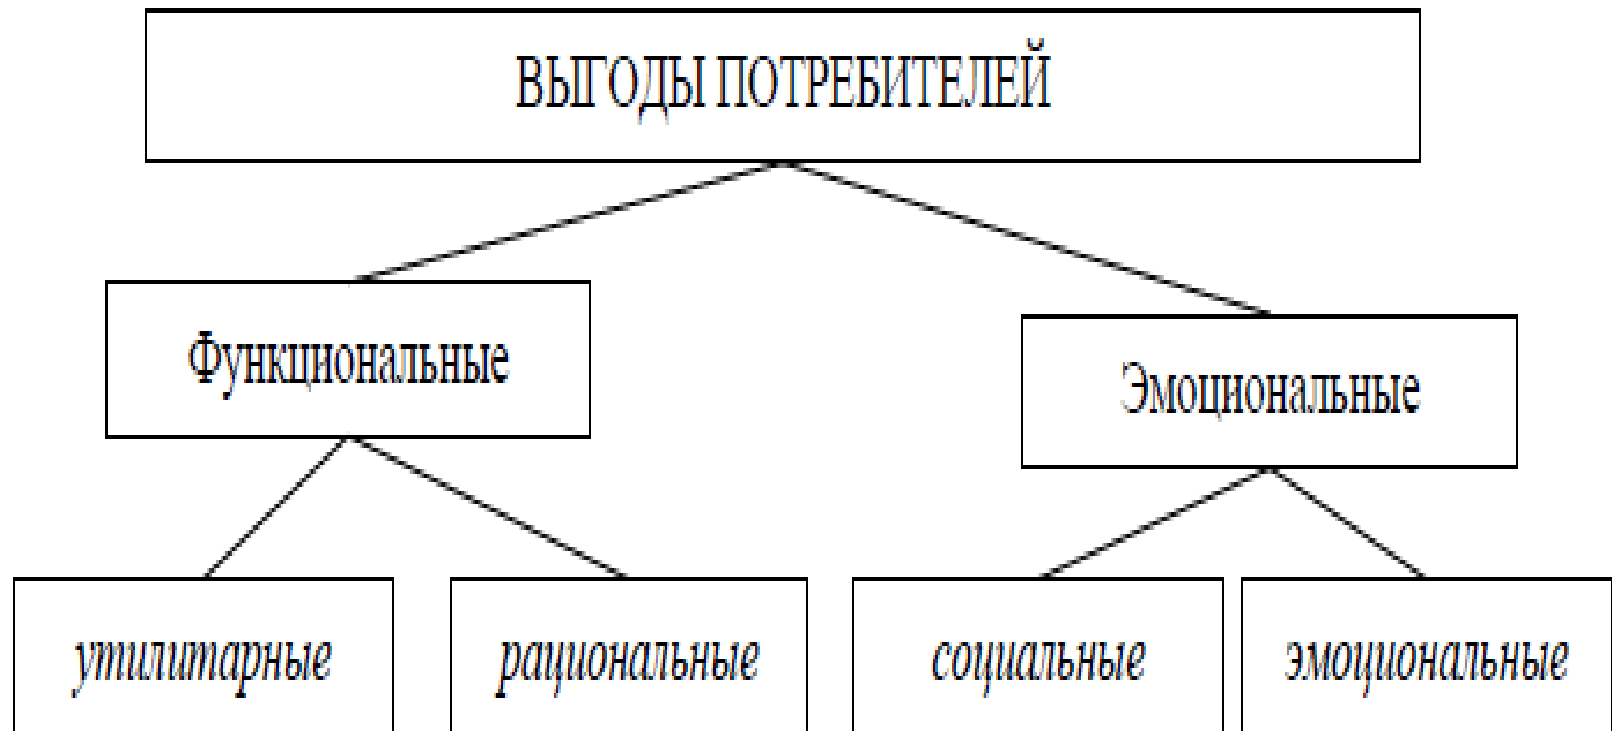 ВЫГОДЫ ПОТРЕБИТЕЛЕЙ
Функциональные
Эмоциональные
утилитарные
рациональные
социальные
эмоциональные